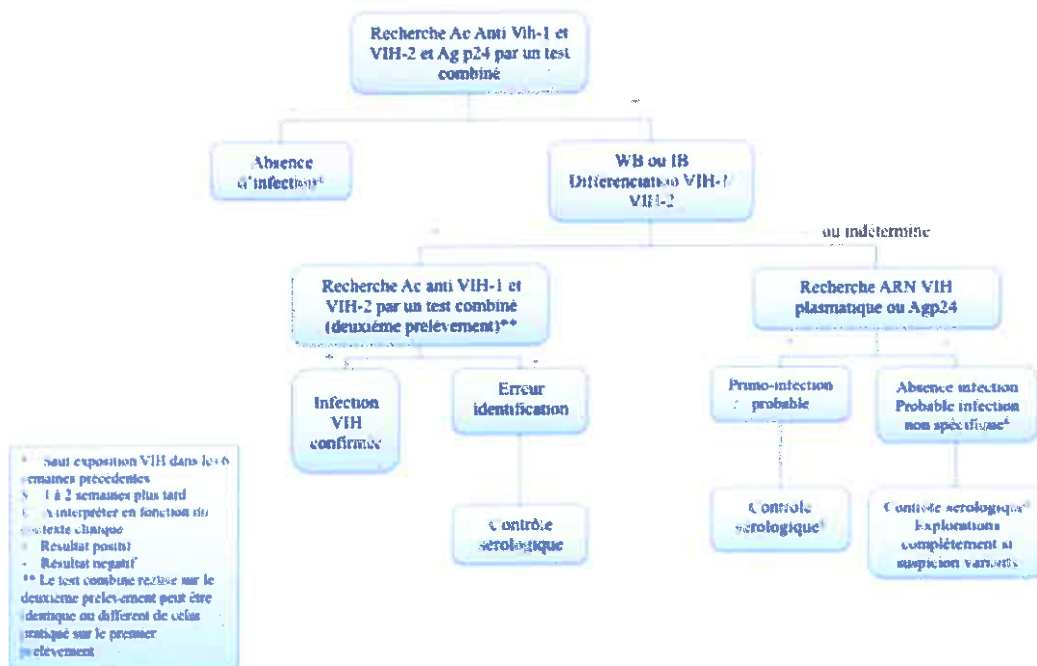 Recherche Ac Anti Vih-1 et
VIH-2 et Ag p24 par un test
combiné
Absence
d'infection*
WB ou IB
Différenciation VIH-1/
VIH-2
ou indéterminé
Recherche Ac anti VIH-1 et
VIH-2 par un test combiné
(deuxième prélèvement)**
Recherche ARN VIH
plasmatique ou Agp24
+
-
Infection
VIH
confirmée
Erreur
identification
Primo-infection
: probable
Absence infection
Probable infection
non spécifique
Contrôle
sérologique
Contrôle
sérologique
Contrôle sérologique
Explorations
complètement si
suspicion variants
* Sauf exposition VIH dans les 6
semaines précédentes
1 à 2 semaines plus tard
A interpréter en fonction du
contexte clinique
+ Résultat positif
- Résultat négatif
** Le test combiné réalisé sur le
deuxième prélèvement peut être
identique ou différent de celui
pratiqué sur le premier
prélèvement